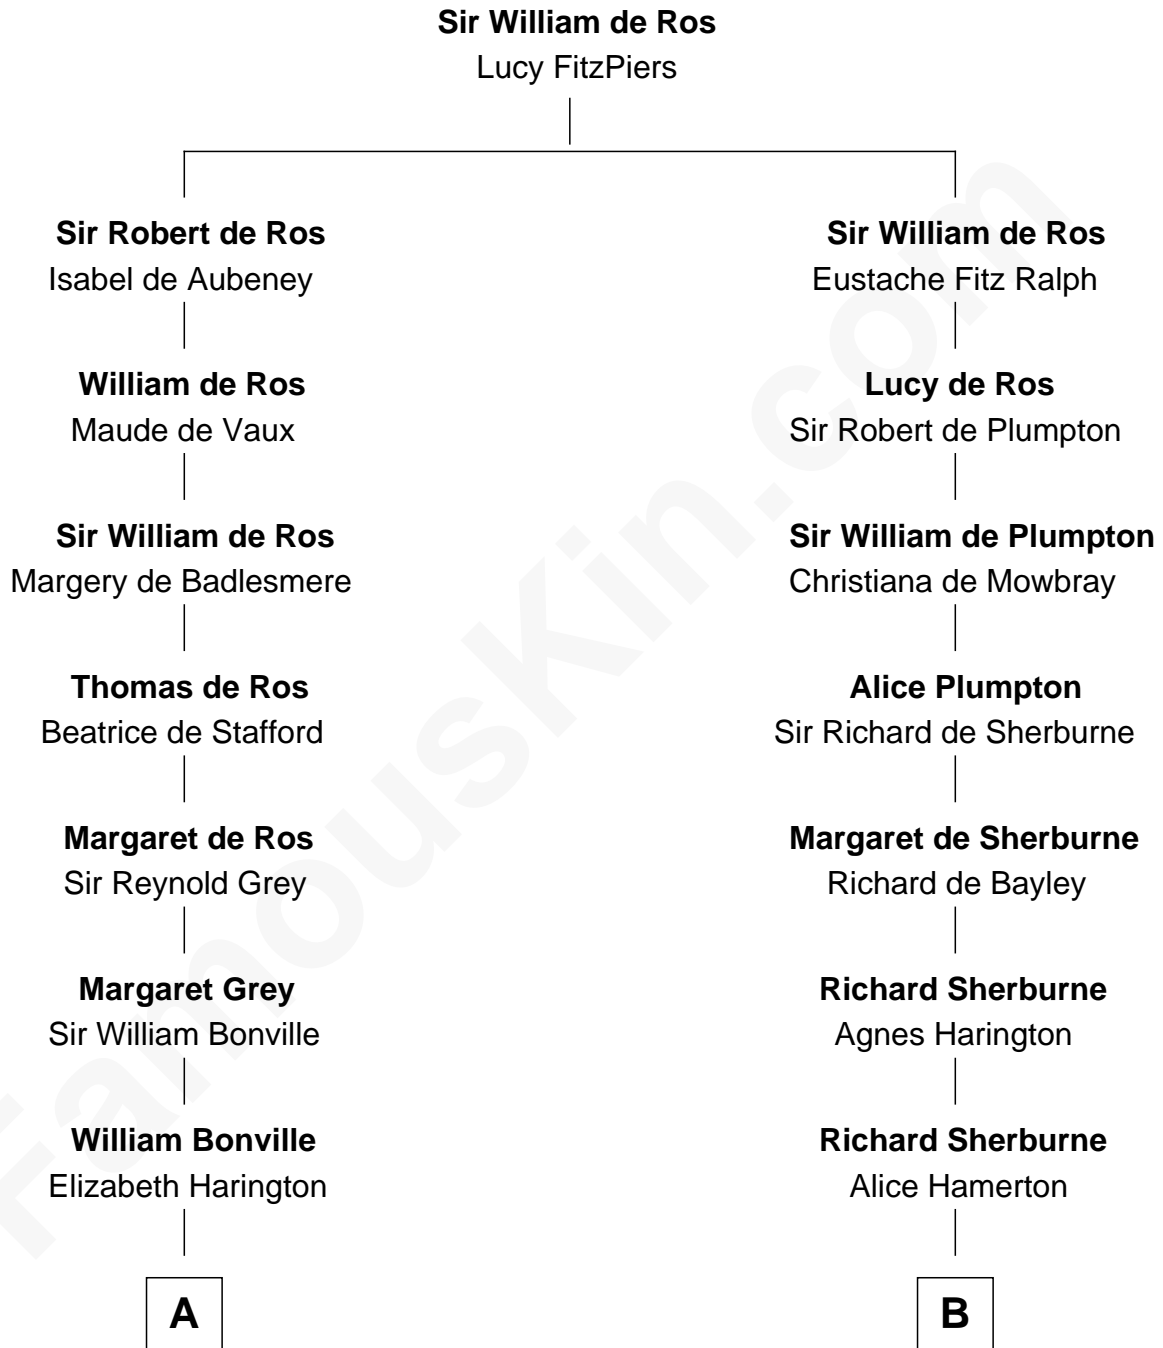 Sir William de Ros
Lucy FitzPiers
Sir Robert de Ros
Isabel de Aubeney
Sir William de Ros
Eustache Fitz Ralph
William de Ros
Maude de Vaux
Lucy de Ros
Sir Robert de Plumpton
Sir William de Ros
Margery de Badlesmere
Sir William de Plumpton
Christiana de Mowbray
Thomas de Ros
Beatrice de Stafford
Alice Plumpton
Sir Richard de Sherburne
Margaret de Ros
Sir Reynold Grey
Margaret de Sherburne
Richard de Bayley
Margaret Grey
Sir William Bonville
Richard Sherburne
Agnes Harington
William Bonville
Elizabeth Harington
Richard Sherburne
Alice Hamerton
A
B
FamousKin.com